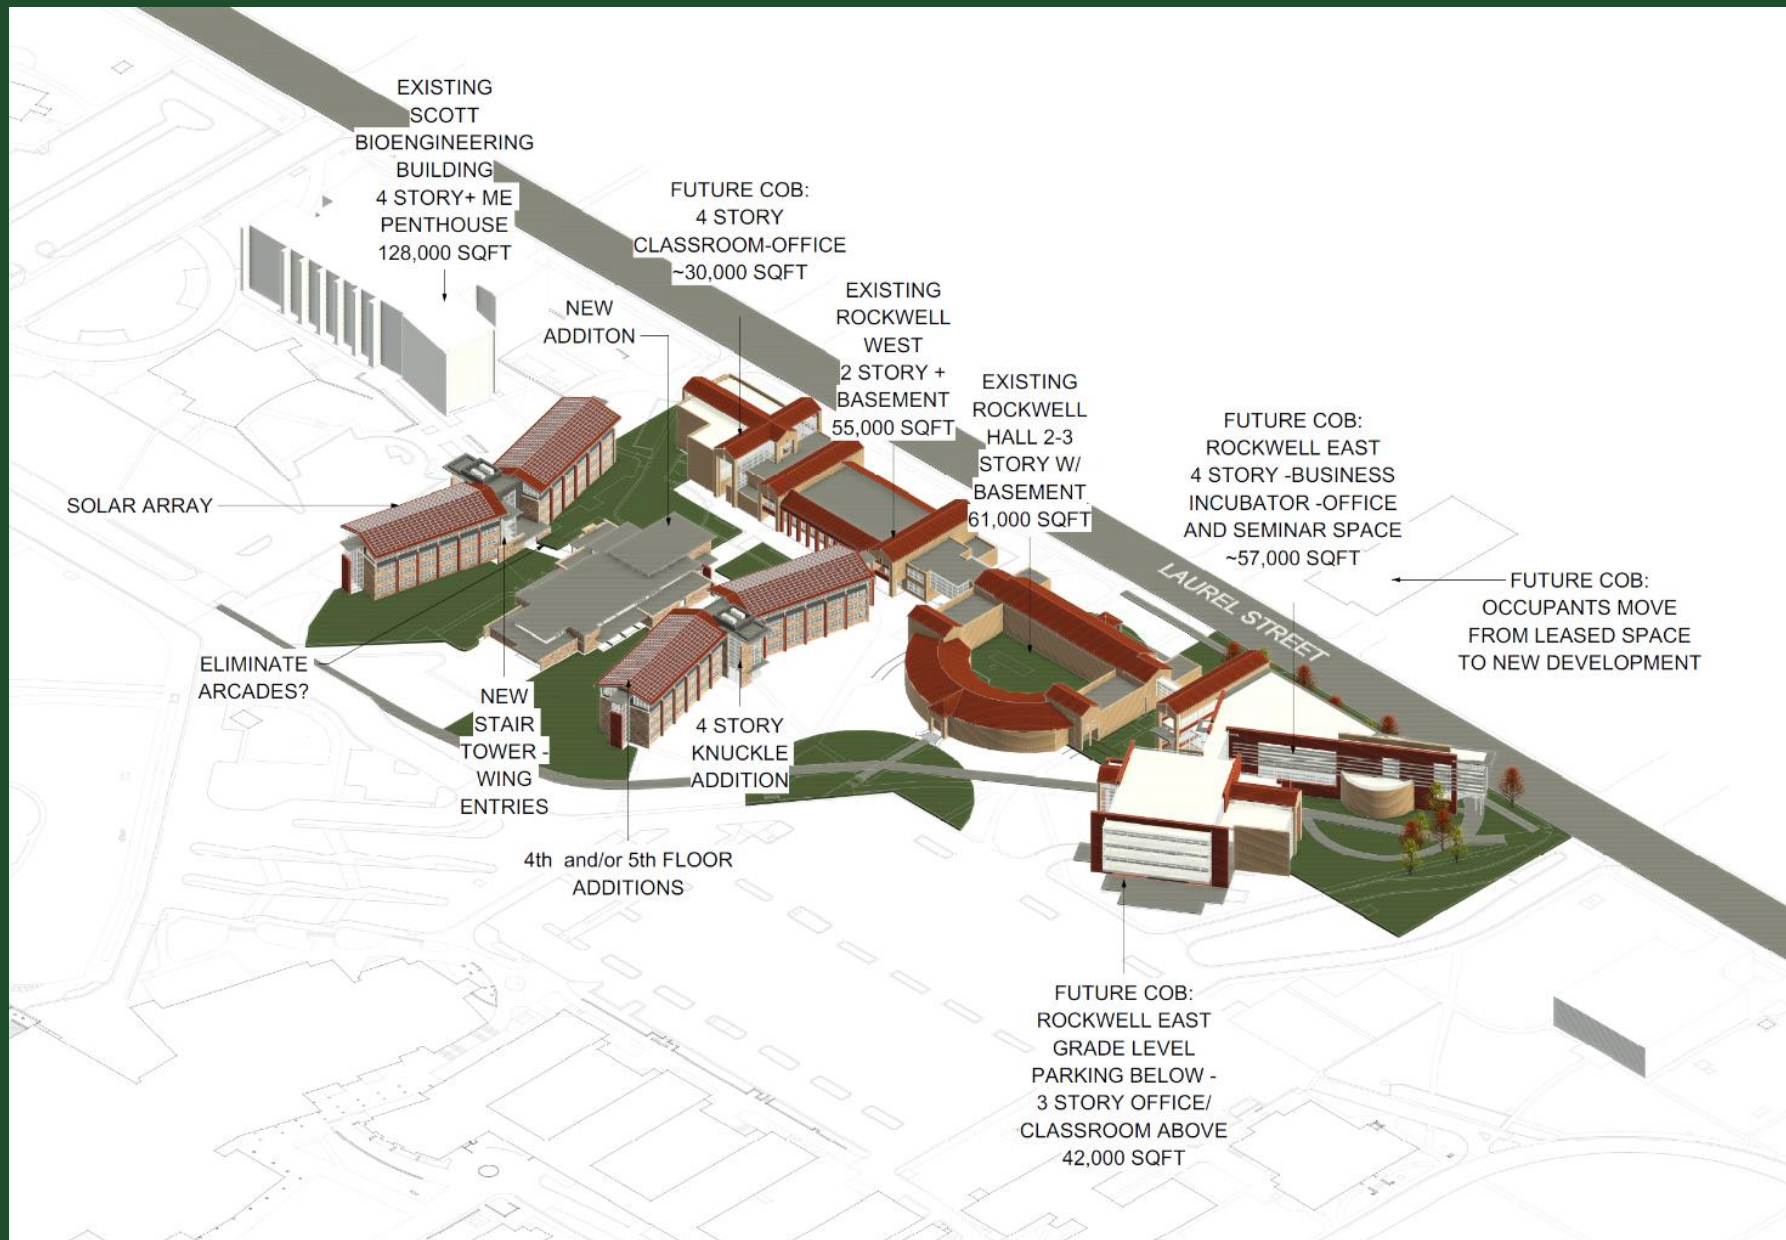 EXISTING
SCOTT
BIOENGINEERING
BUILDING
4 STORY+ ME
PENTHOUSE
128,000 SQFT
FUTURE COB:
4 STORY
CLASSROOM-OFFICE
~30,000 SQFT
NEW
ADDITON
EXISTING
ROCKWELL
WEST
2 STORY +
BASEMENT
55,000 SQFT
EXISTING
ROCKWELL
HALL 2-3
STORY W/
BASEMENT
61,000 SQFT
FUTURE COB:
ROCKWELL EAST
4 STORY -BUSINESS
INCUBATOR -OFFICE
AND SEMINAR SPACE
~57,000 SQFT
SOLAR ARRAY
LAUREL STREET
FUTURE COB:
OCCUPANTS MOVE
FROM LEASED SPACE
TO NEW DEVELOPMENT
ELIMINATE
ARCADES?
NEW
STAIR
TOWER -
WING
ENTRIES
4 STORY
KNUCKLE
ADDITION
4th and/or 5th FLOOR
ADDITIONS
FUTURE COB:
ROCKWELL EAST
GRADE LEVEL
PARKING BELOW -
3 STORY OFFICE/
CLASSROOM ABOVE
42,000 SQFT